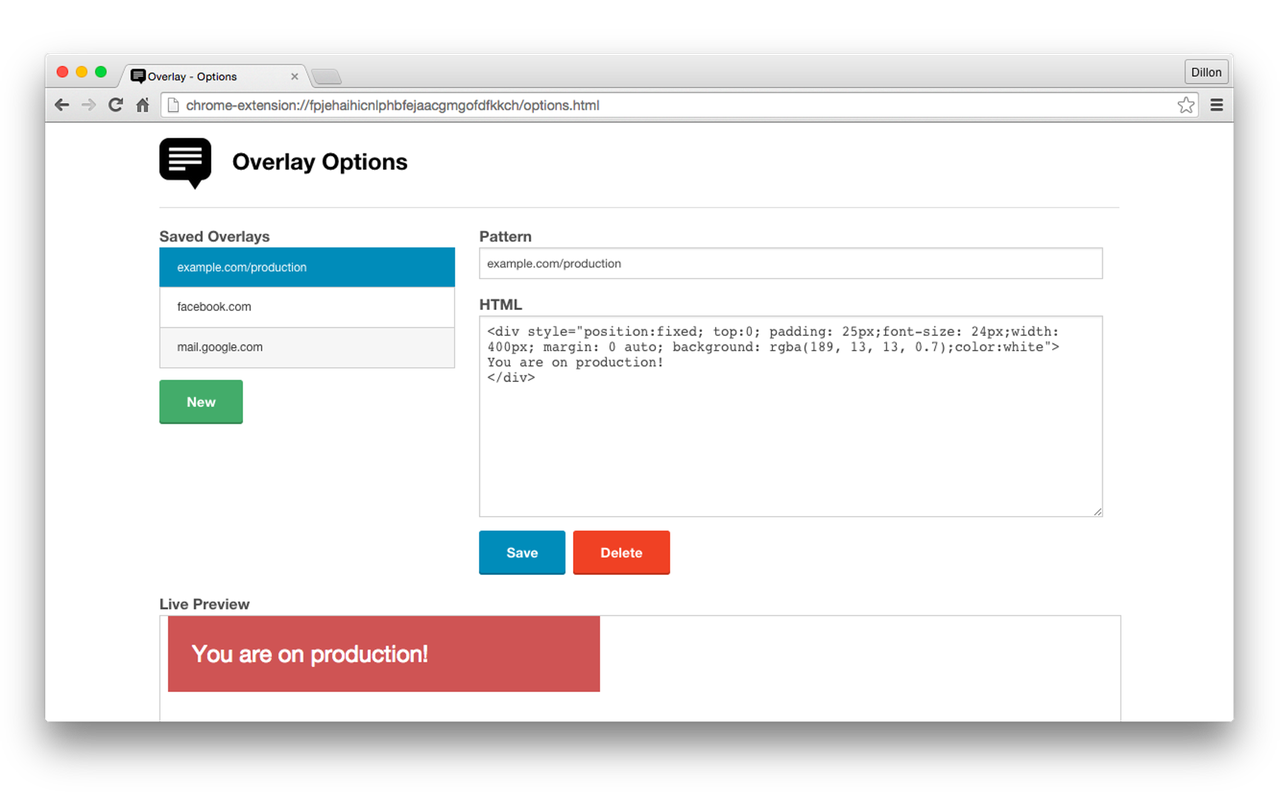 Overlay - Options
Dillon
chrome-extension://fpjehaihicnlphbfejaacgmgofdfkkch/options.html
Overlay Options
Saved Overlays
example.com/production
facebook.com
mail.google.com
New
Pattern
example.com/production
HTML
<div style="position:fixed; top:0; padding: 25px;font-size: 24px;width:
400px; margin: 0 auto; background: rgba(189, 13, 13, 0.7);color:white">
You are on production!
</div>
Save
Delete
Live Preview
You are on production!